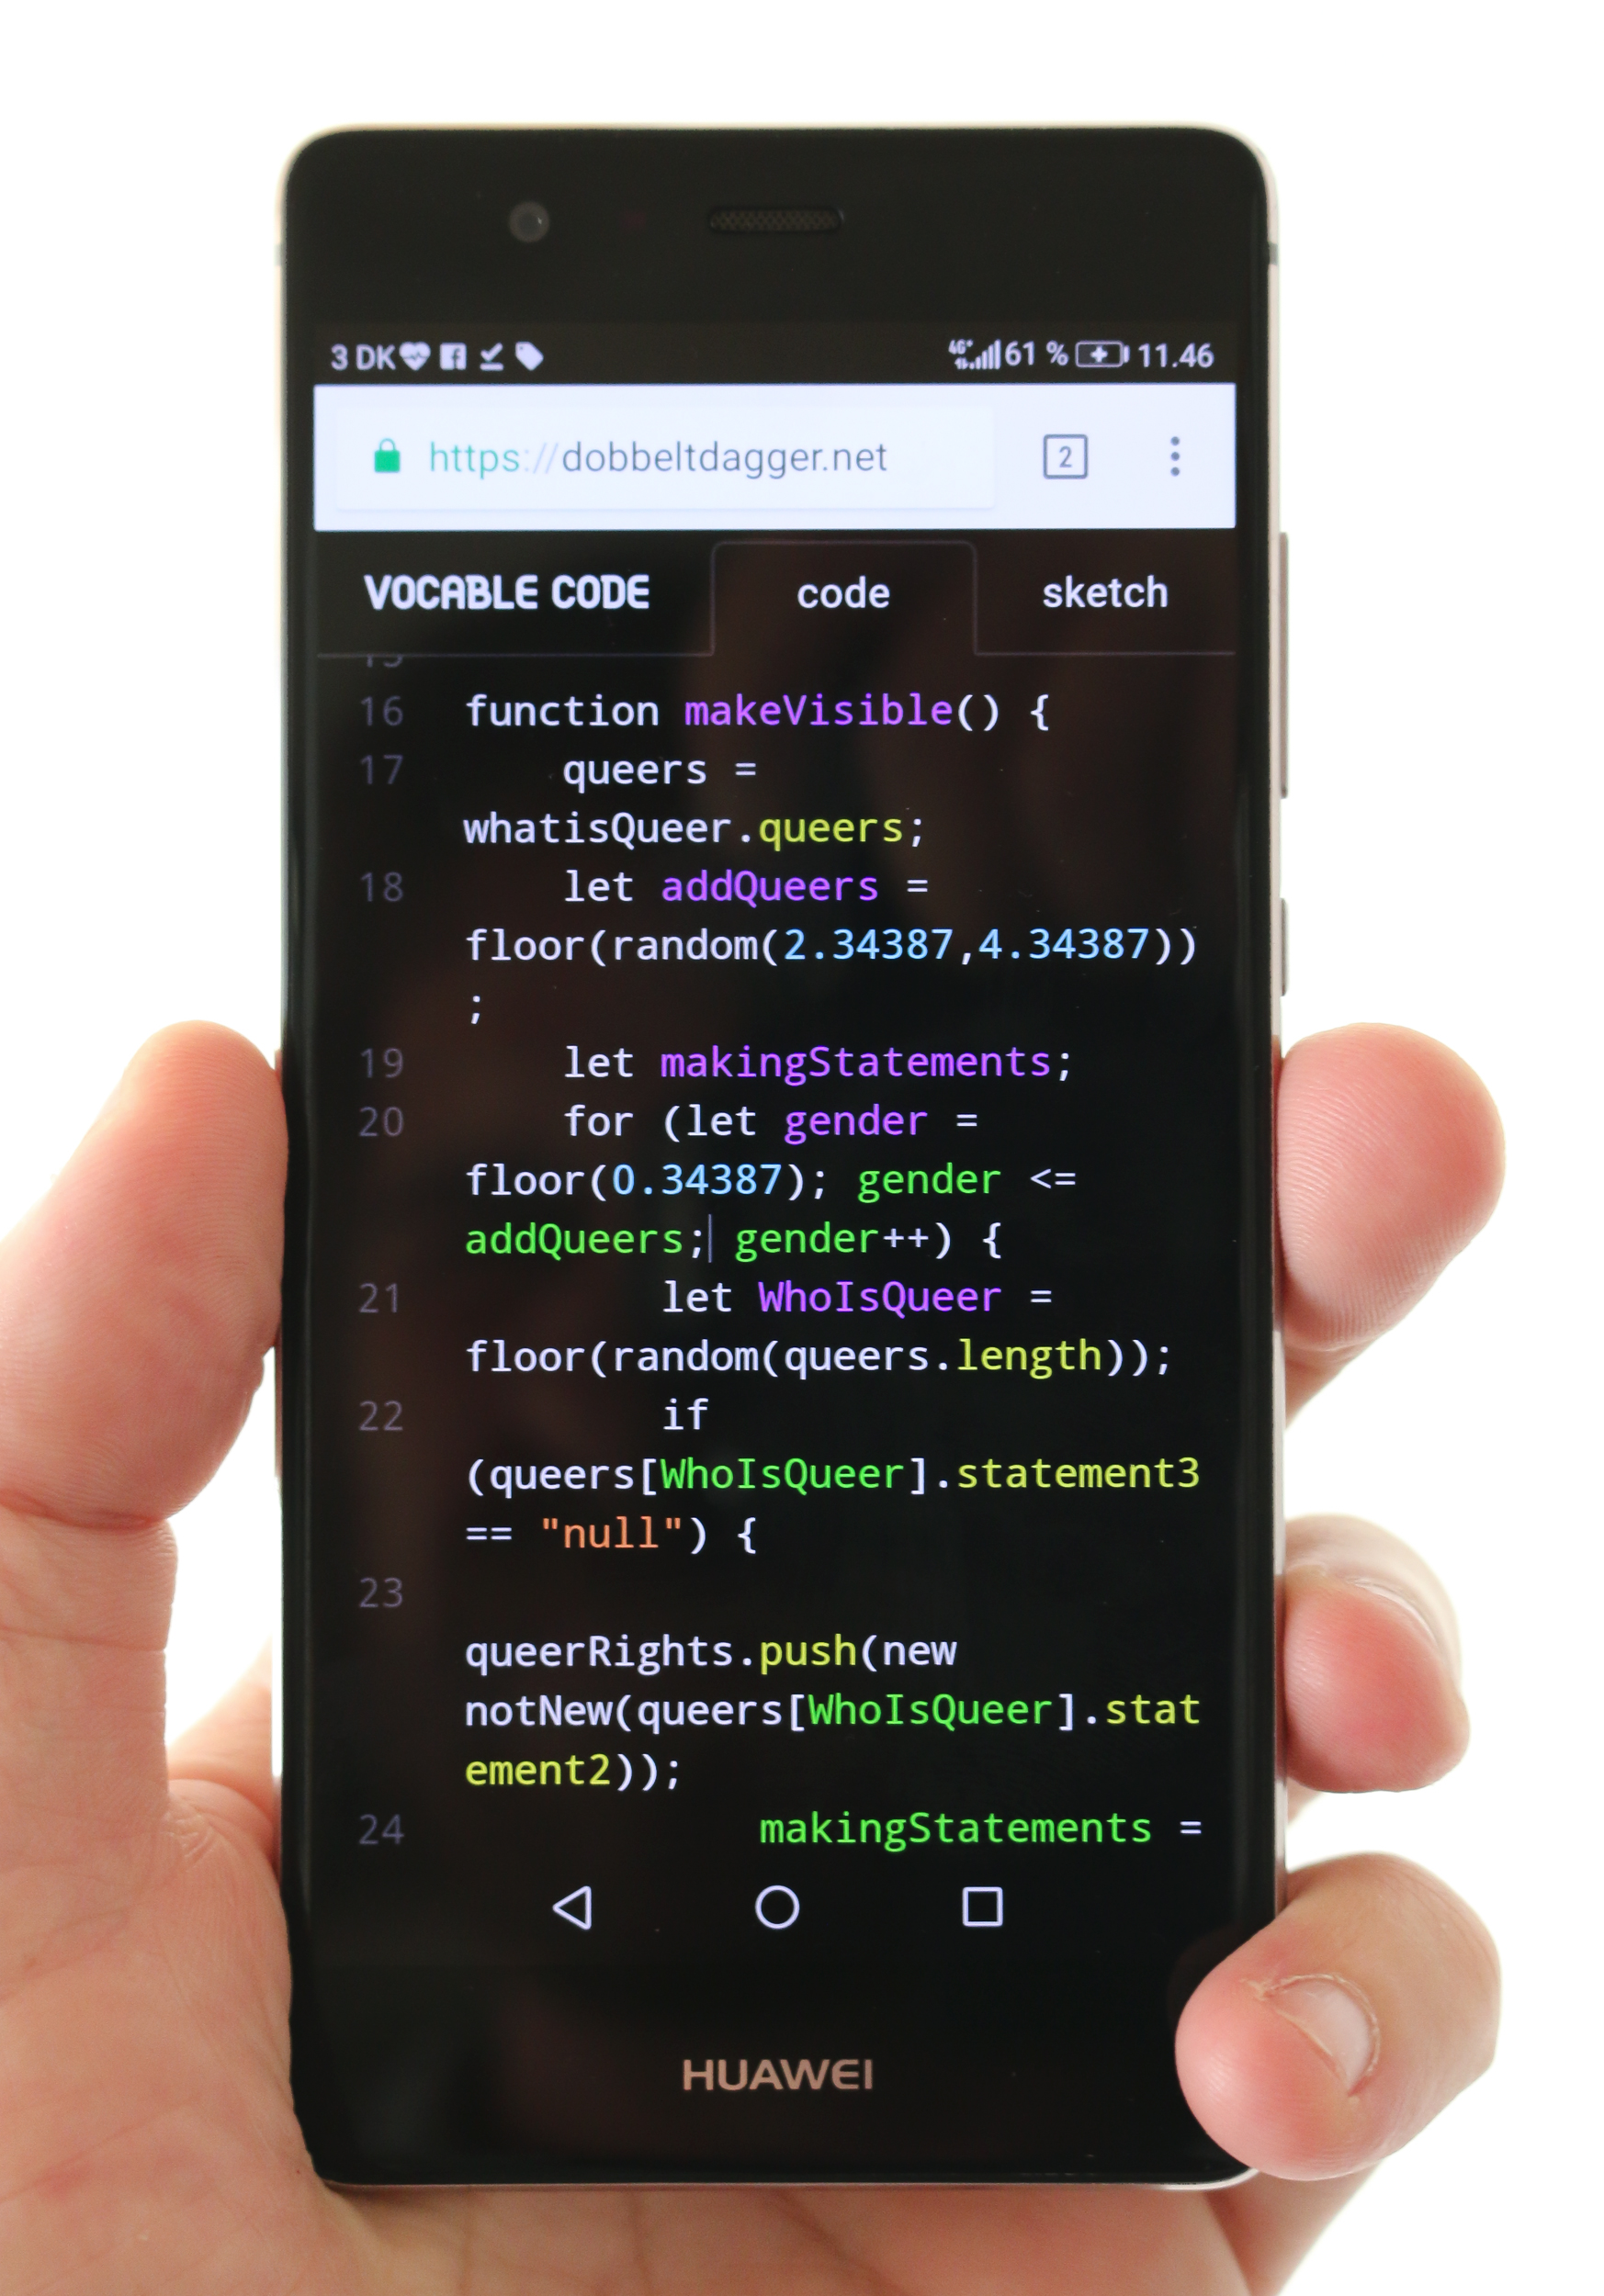 3 DK 4G+ 61 % 11.46
https://dobbeltdagger.net 2
VOCABLE CODE code sketch
15
16 function makeVisible() {
17 queers =
whatisQueer.queers;
18 let addQueers =
floor(random(2.34387,4.34387))
;
19 let makingStatements;
20 for (let gender =
floor(0.34387); gender <=
addQueers; gender++) {
21 let WhoIsQueer =
floor(random(queers.length));
22 if
(queers[WhoIsQueer].statement3
== "null") {
23
queerRights.push(new
notNew(queers[WhoIsQueer].stat
ement2));
24 makingStatements =
HUAWEI